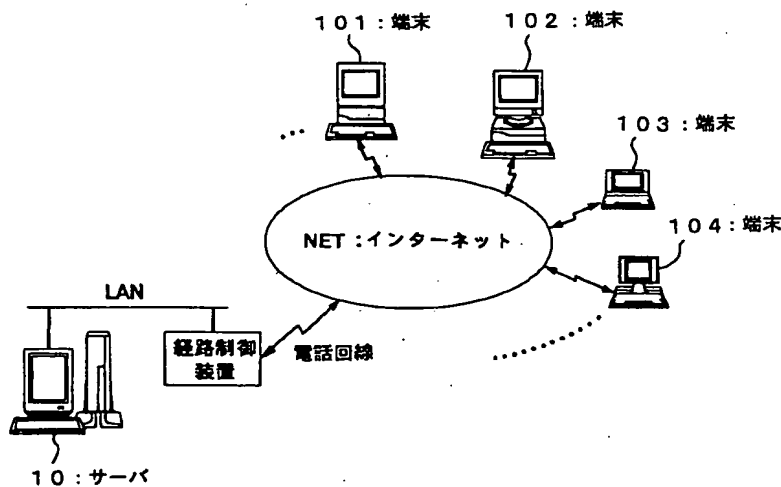 101:端末
102:端末
103:端末
104:端末
NET:インターネット
LAN
経路制御
装置
電話回線
10:サーバ